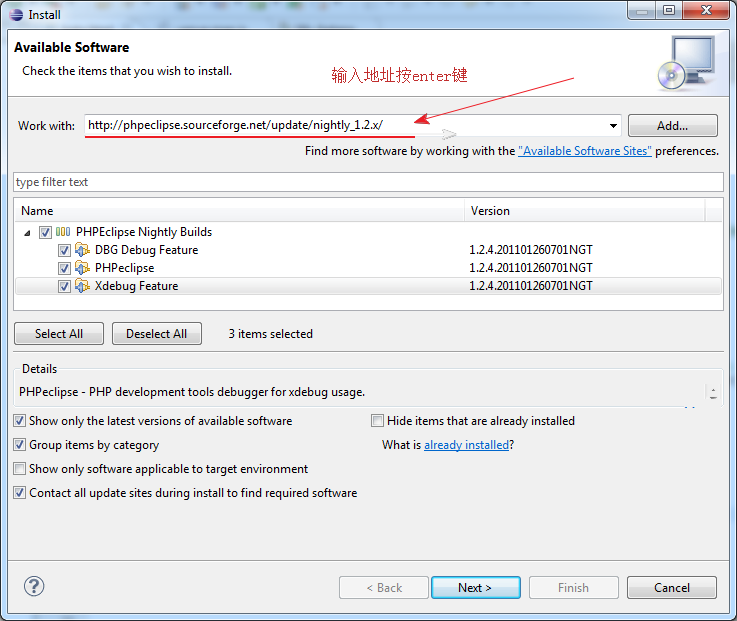 Install
Available Software
Check the items that you wish to install.
输入地址按enter键
Work with: http://phpeclipse.sourceforge.net/update/nightly_1.2.x/ Add...
Find more software by working with the "Available Software Sites" preferences.
type filter text
Name Version
PHPEclipse Nightly Builds
DBG Debug Feature 1.2.4.201101260701NGT
PHPeclipse 1.2.4.201101260701NGT
Xdebug Feature 1.2.4.201101260701NGT
Select All Deselect All 3 items selected
Details
PHPeclipse - PHP development tools debugger for xdebug usage.
Show only the latest versions of available software Hide items that are already installed
Group items by category What is already installed?
Show only software applicable to target environment
Contact all update sites during install to find required software
? < Back Next > Finish Cancel